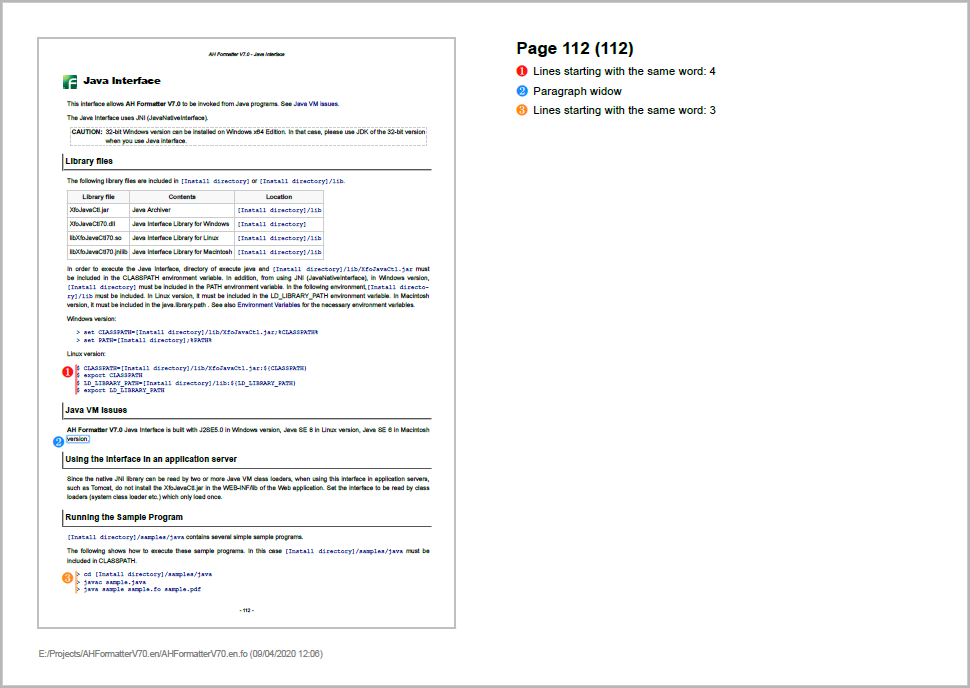 AH Formatter V7.0 - Java Interface
Java Interface
This interface allows AH Formatter V7.0 to be invoked from Java programs. See Java VM issues.
The Java Interface uses JNI (JavaNativeInterface).
CAUTION: 32-bit Windows version can be installed on Windows x64 Edition. In that case, please use JDK of the 32-bit version
when you use Java Interface.
Library files
The following library files are included in [Install directory] or [Install directory]/lib.
Library file Contents Location
XfoJavaCtl.jar Java Archiver [Install directory]/lib
XfoJavaCtl70.dll Java Interface Library for Windows [Install directory]
libXfoJavaCtl70.so Java Interface Library for Linux [Install directory]/lib
libXfoJavaCtl70.jnilib Java Interface Library for Macintosh [Install directory]/lib
In order to execute the Java Interface, directory of execute java and [Install directory]/lib/XfoJavaCtl.jar must
be included in the CLASSPATH environment variable. In addition, from using JNI (JavaNativeInterface), in Windows version,
[Install directory] must be included in the PATH environment variable. In the following environment, [Install directo-
ry]/lib must be included. In Linux version, it must be included in the LD_LIBRARY_PATH environment variable. In Macintosh
version, it must be included in the java.library.path . See also Environment Variables for the necessary environment variables.
Windows version:
> set CLASSPATH=[Install directory]/lib/XfoJavaCtl.jar;%CLASSPATH%
> set PATH=[Install directory];%PATH%
Linux version:
1 $ CLASSPATH=[Install directory]/lib/XfoJavaCtl.jar:${CLASSPATH}
$ export CLASSPATH
$ LD_LIBRARY_PATH=[Install directory]/lib:${LD_LIBRARY_PATH}
$ export LD_LIBRARY_PATH
Java VM issues
AH Formatter V7.0 Java Interface is built with J2SE5.0 in Windows version, Java SE 8 in Linux version, Java SE 6 in Macintosh
2 version.
Using the interface in an application server
Since the native JNI library can be read by two or more Java VM class loaders, when using this interface in application servers,
such as Tomcat, do not install the XfoJavaCtl.jar in the WEB-INF/lib of the Web application. Set the interface to be read by class
loaders (system class loader etc.) which only load once.
Running the Sample Program
[Install directory]/samples/java contains several simple sample programs.
The following shows how to execute these sample programs. In this case [Install directory]/samples/java must be
included in CLASSPATH.
3 > cd [Install directory]/samples/java
> javac sample.java
> java sample sample.fo sample.pdf
- 112 -
E:/Projects/AHFormatterV70.en/AHFormatterV70.en.fo (09/04/2020 12:06)
Page 112 (112)
1 Lines starting with the same word: 4
2 Paragraph widow
3 Lines starting with the same word: 3